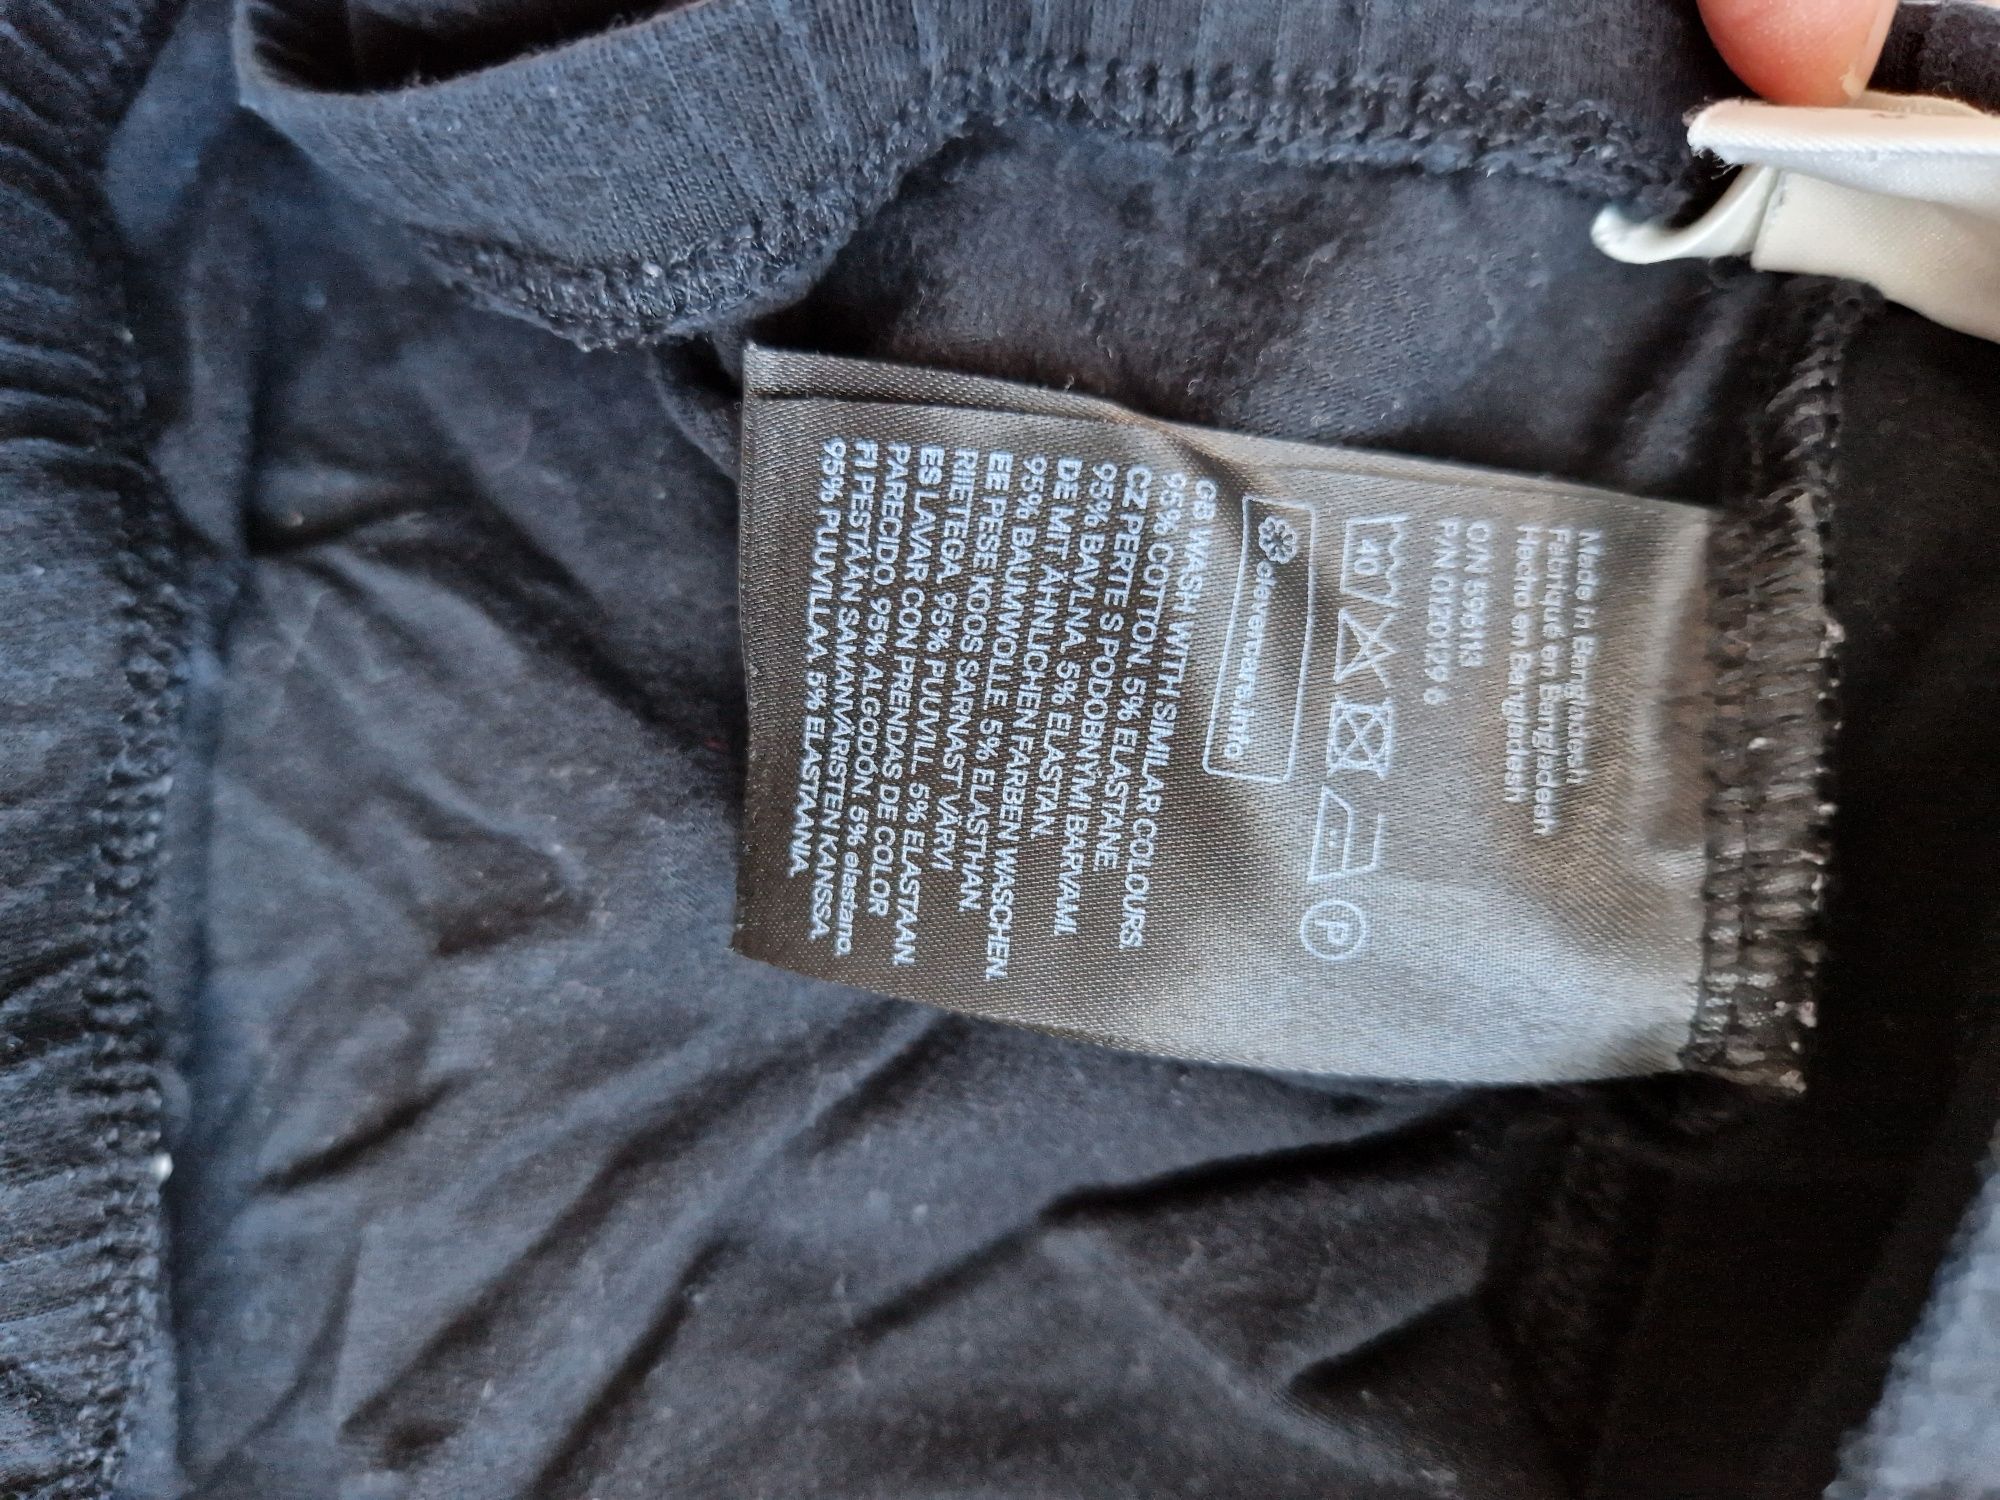 Made in Bangladesh
Fabriqué en Bangladesh
Hecho en Bangladesh
O/N 599613
P/N 0120129 6
40
P
clevercare.info
GB WASH WITH SIMILAR COLOURS.
95% COTTON, 5% ELASTANE
CZ PERTE S PODOBNÝMI BARVAMI.
95% BAVLNA, 5% ELASTAN.
DE MIT ÄHNLICHEN FARBEN WASCHEN.
95% BAUMWOLLE, 5% ELASTHAN.
EE PESE KOOS SARNAST VÄRVI
RIIETEGA. 95% PUUVILL, 5% ELASTAAN.
ES LAVAR CON PRENDAS DE COLOR
PARECIDO. 95% ALGODÓN, 5% elastano.
FI PESTÄÄN SAMANVÄRISTEN KANSSA.
95% PUUVILLAA, 5% ELASTAANIA.